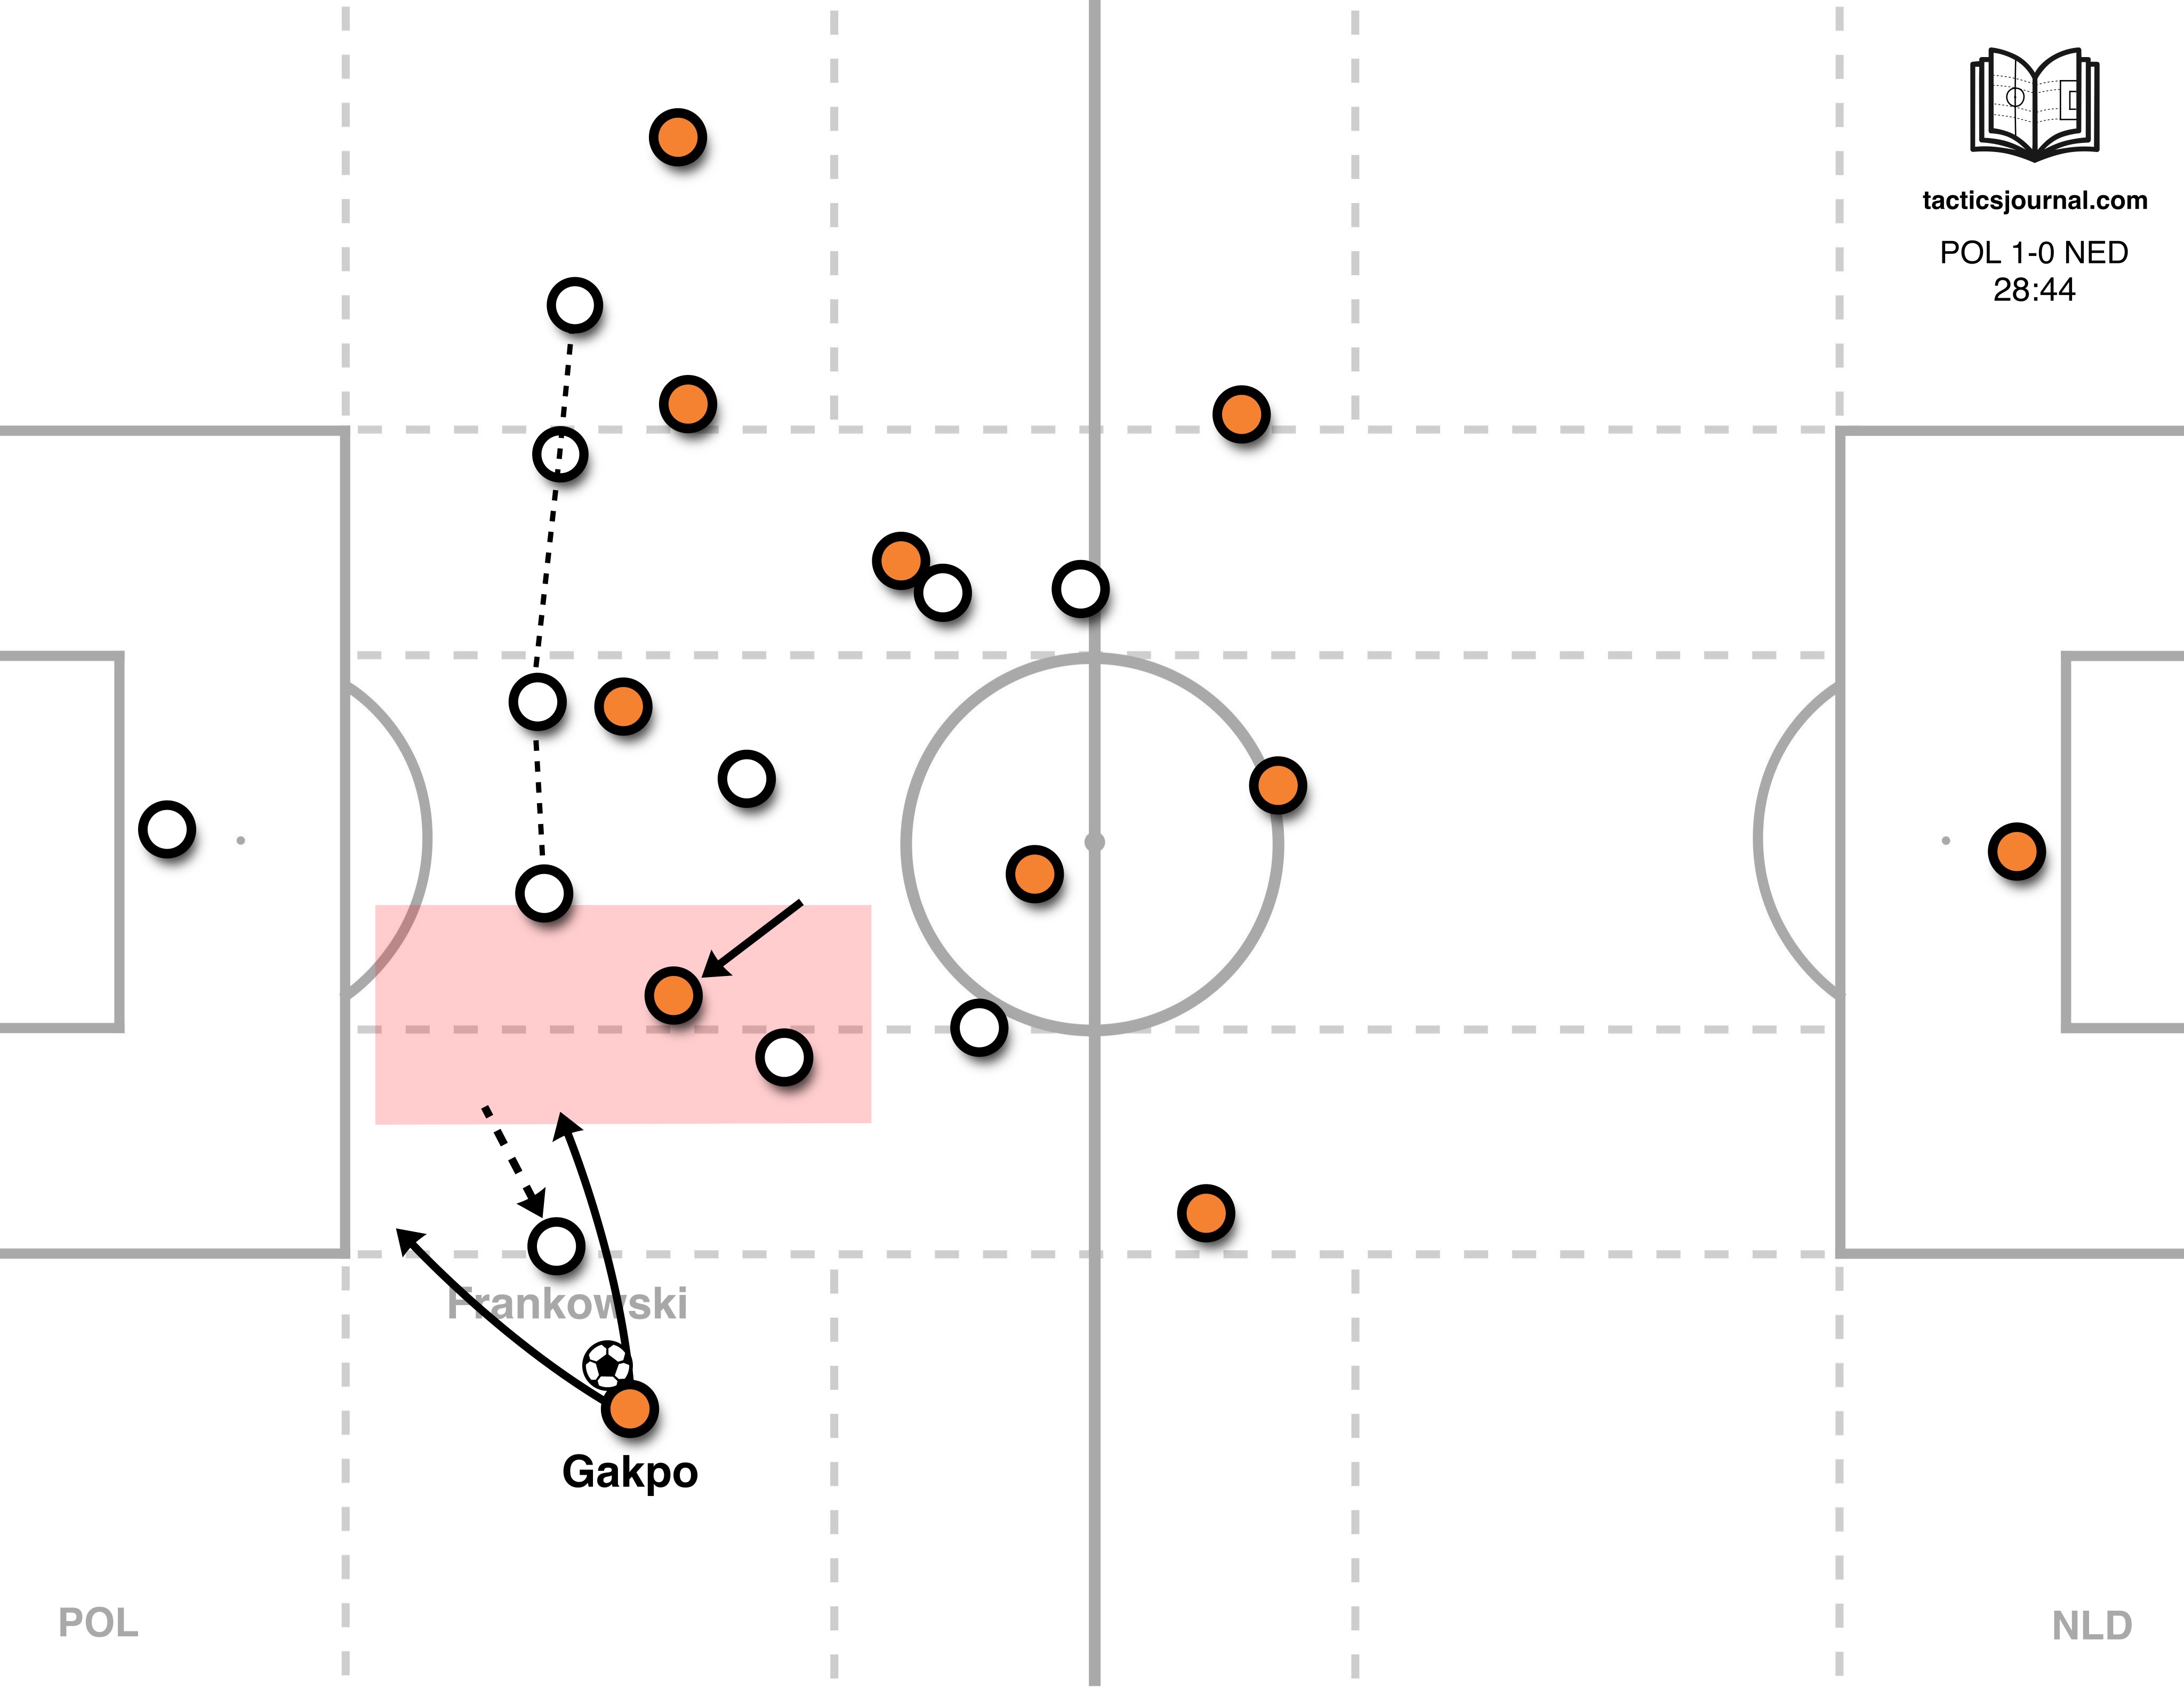 tacticsjournal.com
POL 1-0 NED
28:44
Frankowski
Gakpo
POL
NLD